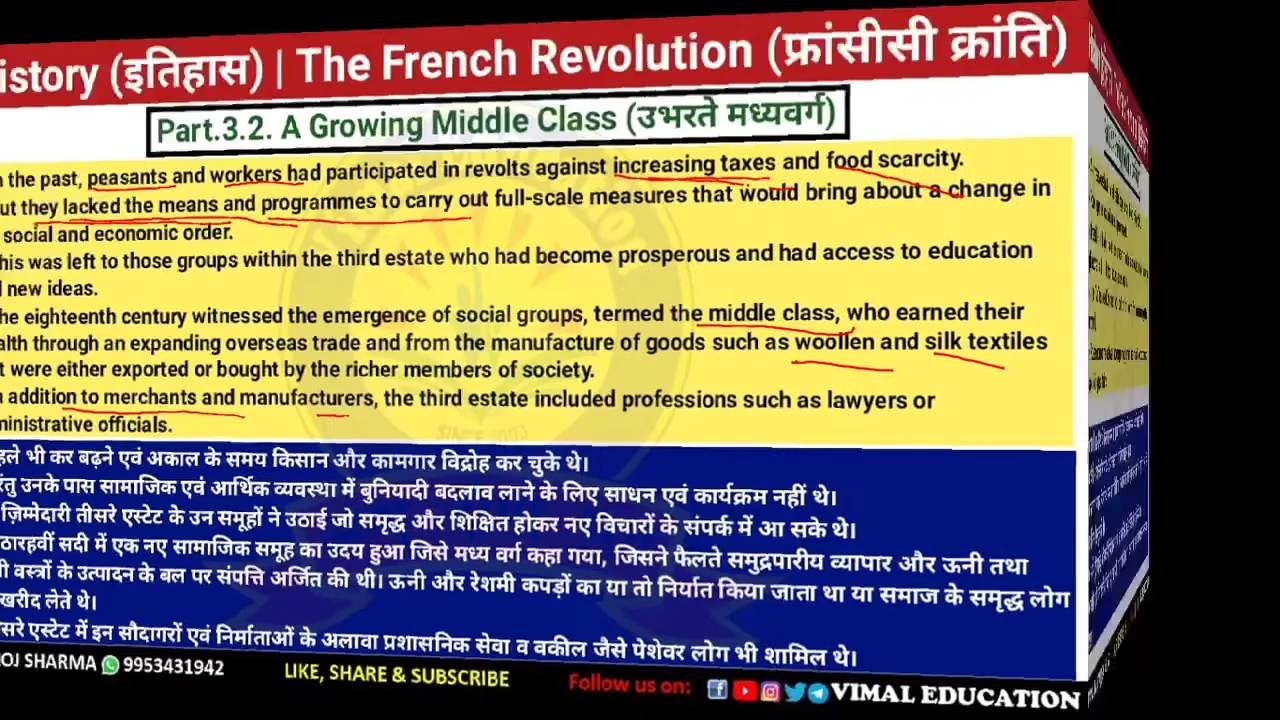 istory (इतिहास) | The French Revolution (फ्रांसीसी क्रांति)
Part.3.2. A Growing Middle Class (उभरते मध्यवर्ग)
the past, peasants and workers had participated in revolts against increasing taxes and food scarcity.
ut they lacked the means and programmes to carry out full-scale measures that would bring about a change in
social and economic order.
his was left to those groups within the third estate who had become prosperous and had access to education
new ideas.
he eighteenth century witnessed the emergence of social groups, termed the middle class, who earned their
alth through an expanding overseas trade and from the manufacture of goods such as woollen and silk textiles
t were either exported or bought by the richer members of society.
addition to merchants and manufacturers, the third estate included professions such as lawyers or
ministrative officials.
हले भी कर बढ़ने एवं अकाल के समय किसान और कामगार विद्रोह कर चुके थे।
रंतु उनके पास सामाजिक एवं आर्थिक व्यवस्था में बुनियादी बदलाव लाने के लिए साधन एवं कार्यक्रम नहीं थे।
ज़िम्मेदारी तीसरे एस्टेट के उन समूहों ने उठाई जो समृद्ध और शिक्षित होकर नए विचारों के संपर्क में आ सके थे।
ठारहवीं सदी में एक नए सामाजिक समूह का उदय हुआ जिसे मध्य वर्ग कहा गया, जिसने फैलते समुद्रपारीय व्यापार और ऊनी तथा
ी वस्त्रों के उत्पादन के बल पर संपत्ति अर्जित की थी। ऊनी और रेशमी कपड़ों का या तो निर्यात किया जाता था या समाज के समृद्ध लोग
खरीद लेते थे।
सरे एस्टेट में इन सौदागरों एवं निर्माताओं के अलावा प्रशासनिक सेवा व वकील जैसे पेशेवर लोग भी शामिल थे।
OJ SHARMA 9953431942 LIKE, SHARE & SUBSCRIBE Follow us on: VIMAL EDUCATION
SINCE 2003